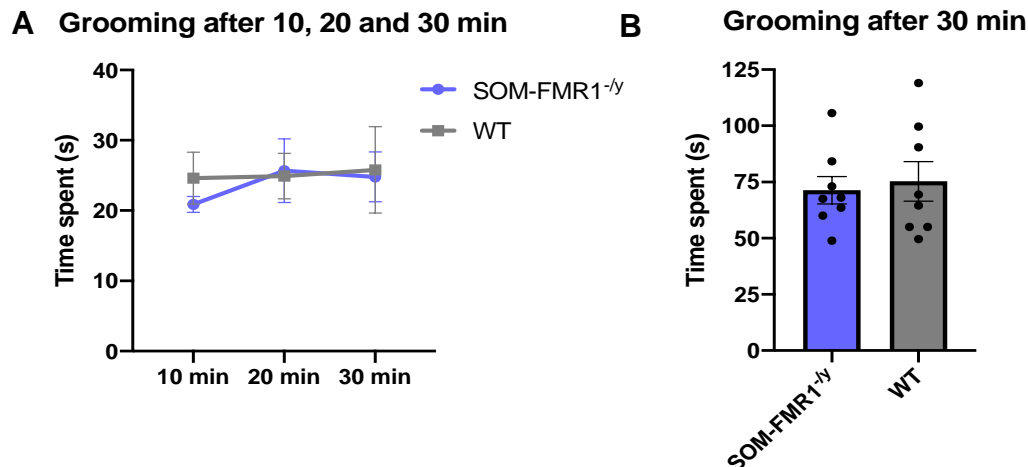 A Grooming after 10, 20 and 30 min
40
30
20
10
0
Time spent (s)
10 min 20 min 30 min
SOM-FMR1-/y
WT
B Grooming after 30 min
125
100
75
50
25
0
Time spent (s)
SOM-FMR1-/y
WT